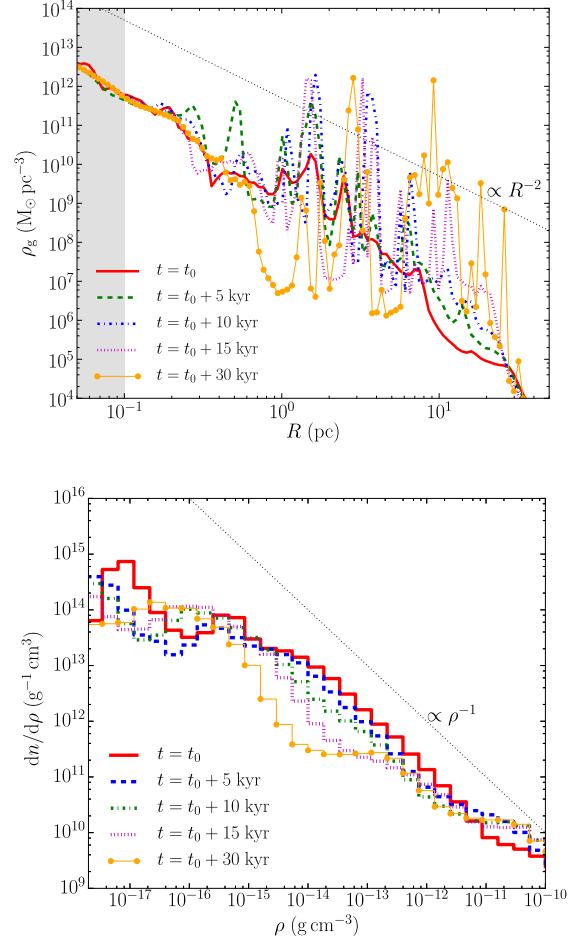 10^14
10^13
10^12
10^11
10^10
10^9
10^8
10^7
10^6
10^5
10^4
ρ_g (M_⊙ pc^−3)
∝ R^−2
t = t_0
t = t_0 + 5 kyr
t = t_0 + 10 kyr
t = t_0 + 15 kyr
t = t_0 + 30 kyr
10^−1 10^0 10^1
R (pc)
10^16
10^15
10^14
10^13
10^12
10^11
10^10
10^9
dn/dρ (g^−1 cm^3)
∝ ρ^−1
t = t_0
t = t_0 + 5 kyr
t = t_0 + 10 kyr
t = t_0 + 15 kyr
t = t_0 + 30 kyr
10^−17 10^−16 10^−15 10^−14 10^−13 10^−12 10^−11 10^−10
ρ (g cm^−3)